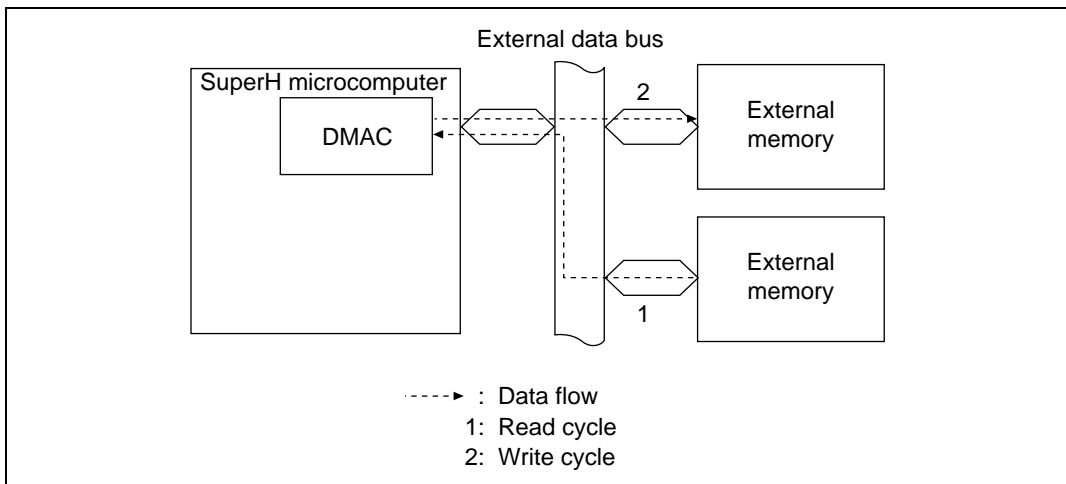 External data bus
SuperH microcomputer
DMAC
2
External
memory
External
memory
1
: Data flow
1: Read cycle
2: Write cycle